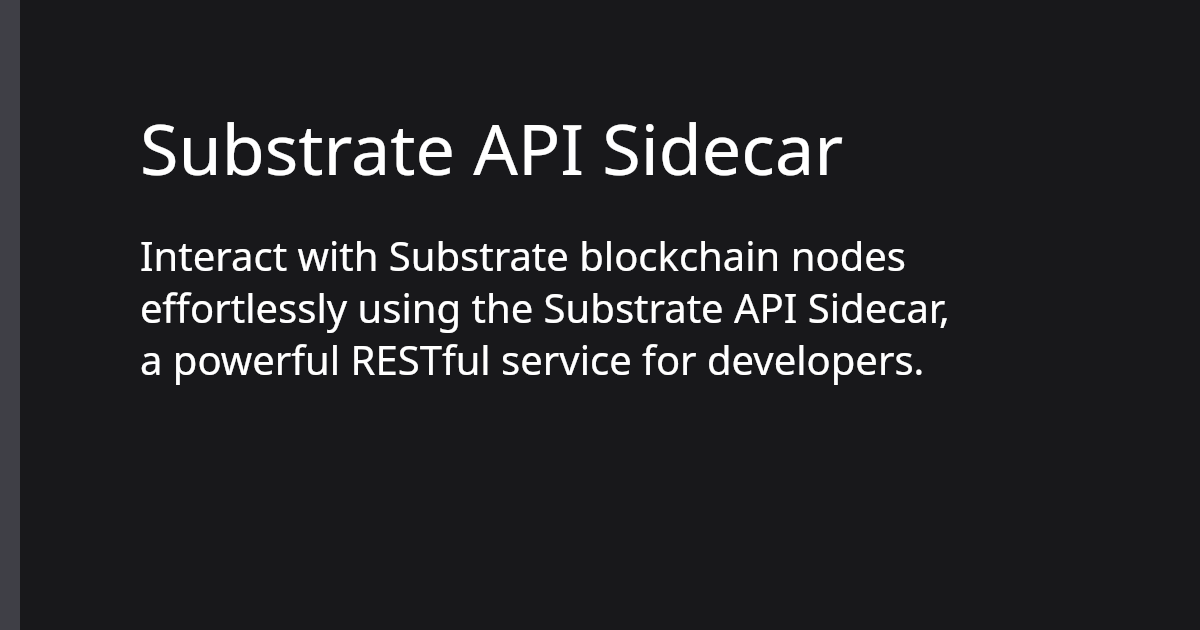 Substrate API Sidecar
Interact with Substrate blockchain nodes
effortlessly using the Substrate API Sidecar,
a powerful RESTful service for developers.